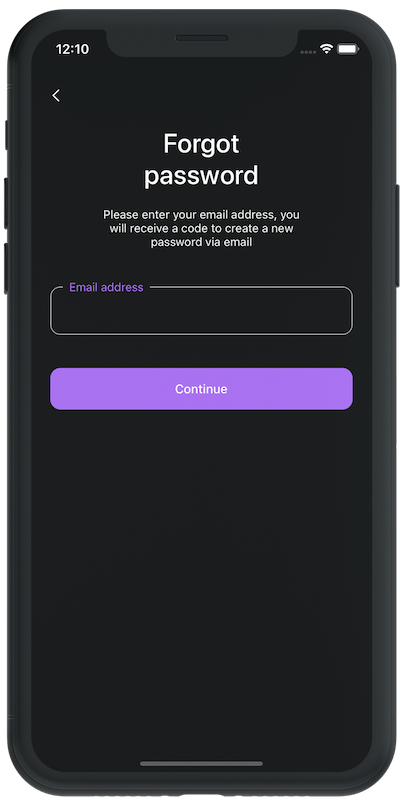 12:10
Forgot
password
Please enter your email address, you
will receive a code to create a new
password via email
Email address
Continue